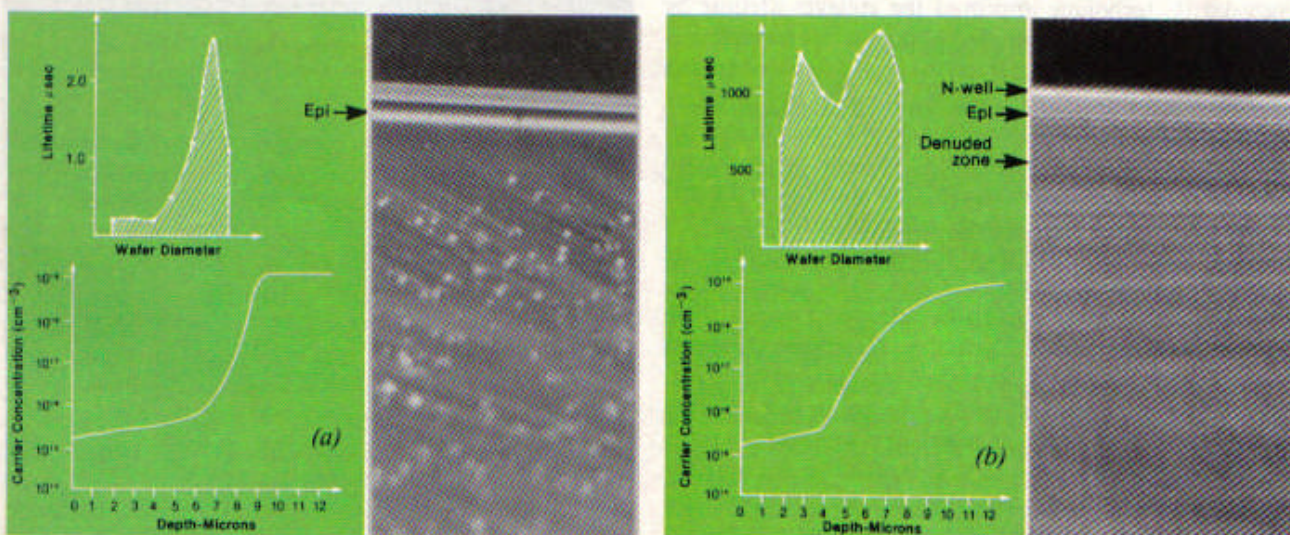 Lifetime μsec
2.0
1.0
Wafer Diameter
Epi
Carrier Concentration (cm⁻³)
10¹⁷
(a)
0 1 2 3 4 5 6 7 8 9 10 11 12
Depth-Microns
Lifetime μsec
1000
500
Wafer Diameter
N-well
Epi
Denuded
zone
Carrier Concentration (cm⁻³)
10¹⁷
(b)
0 1 2 3 4 5 6 7 8 9 10 11 12
Depth-Microns